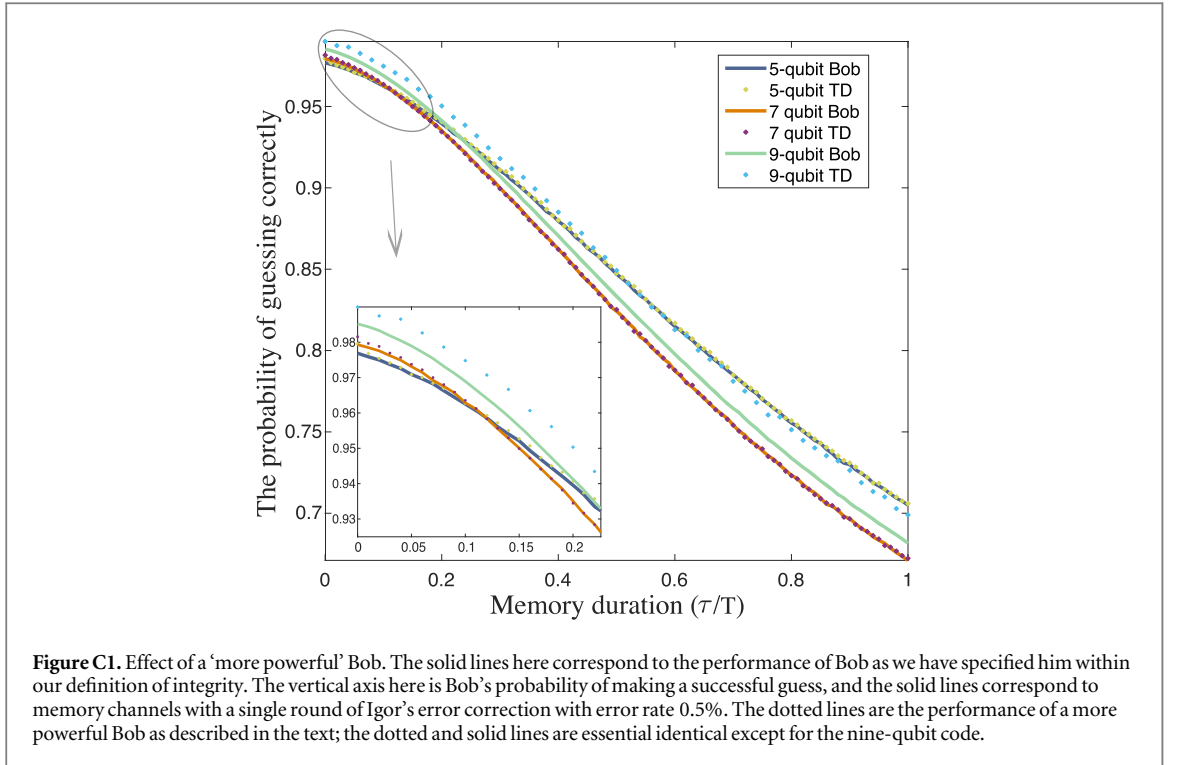 The probability of guessing correctly
0.95
0.9
0.85
0.8
0.75
0.7
5-qubit Bob
5-qubit TD
7 qubit Bob
7 qubit TD
9-qubit Bob
9-qubit TD
0.98
0.97
0.96
0.95
0.94
0.93
0 0.05 0.1 0.15 0.2
0 0.2 0.4 0.6 0.8 1
Memory duration (τ/T)
Figure C1. Effect of a ‘more powerful’ Bob. The solid lines here correspond to the performance of Bob as we have specified him within
our definition of integrity. The vertical axis here is Bob’s probability of making a successful guess, and the solid lines correspond to
memory channels with a single round of Igor’s error correction with error rate 0.5%. The dotted lines are the performance of a more
powerful Bob as described in the text; the dotted and solid lines are essential identical except for the nine-qubit code.